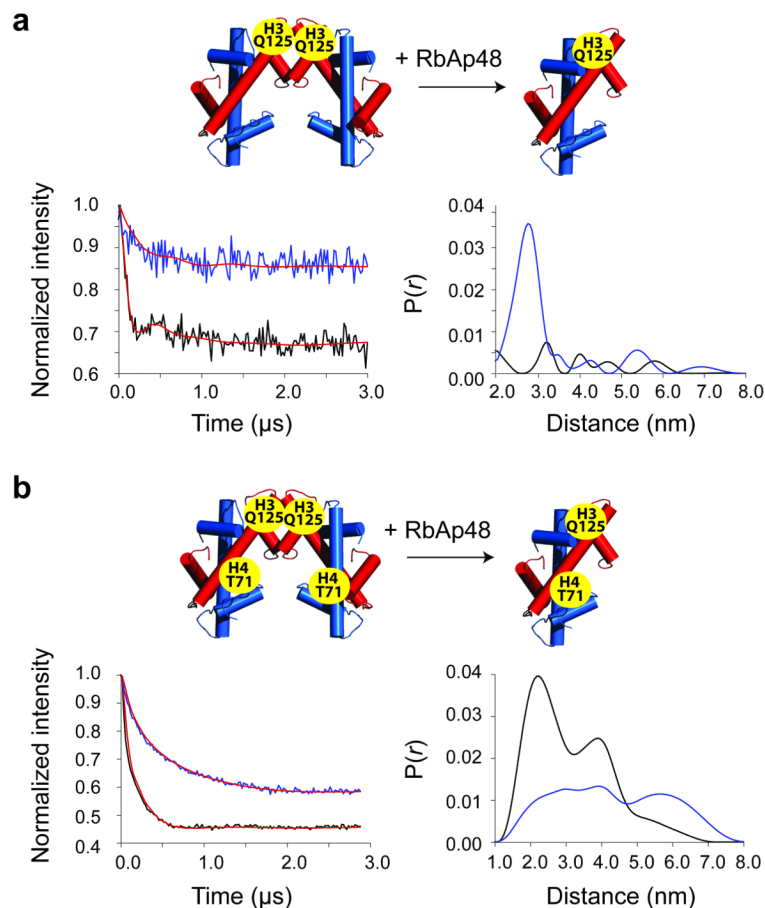 a
H3 Q125
H3 Q125
+ RbAp48
H3 Q125
Normalized intensity
1.0
0.9
0.8
0.7
0.6
0.0 1.0 2.0 3.0
Time (µs)
P(r)
0.04
0.03
0.02
0.01
0.00
2.0 3.0 4.0 5.0 6.0 7.0 8.0
Distance (nm)
b
H3 Q125
H3 Q125
H4 T71
H4 T71
+ RbAp48
H3 Q125
H4 T71
Normalized intensity
1.0
0.9
0.8
0.7
0.6
0.5
0.4
0.0 1.0 2.0 3.0
Time (µs)
P(r)
0.04
0.03
0.02
0.01
0.00
1.0 2.0 3.0 4.0 5.0 6.0 7.0 8.0
Distance (nm)